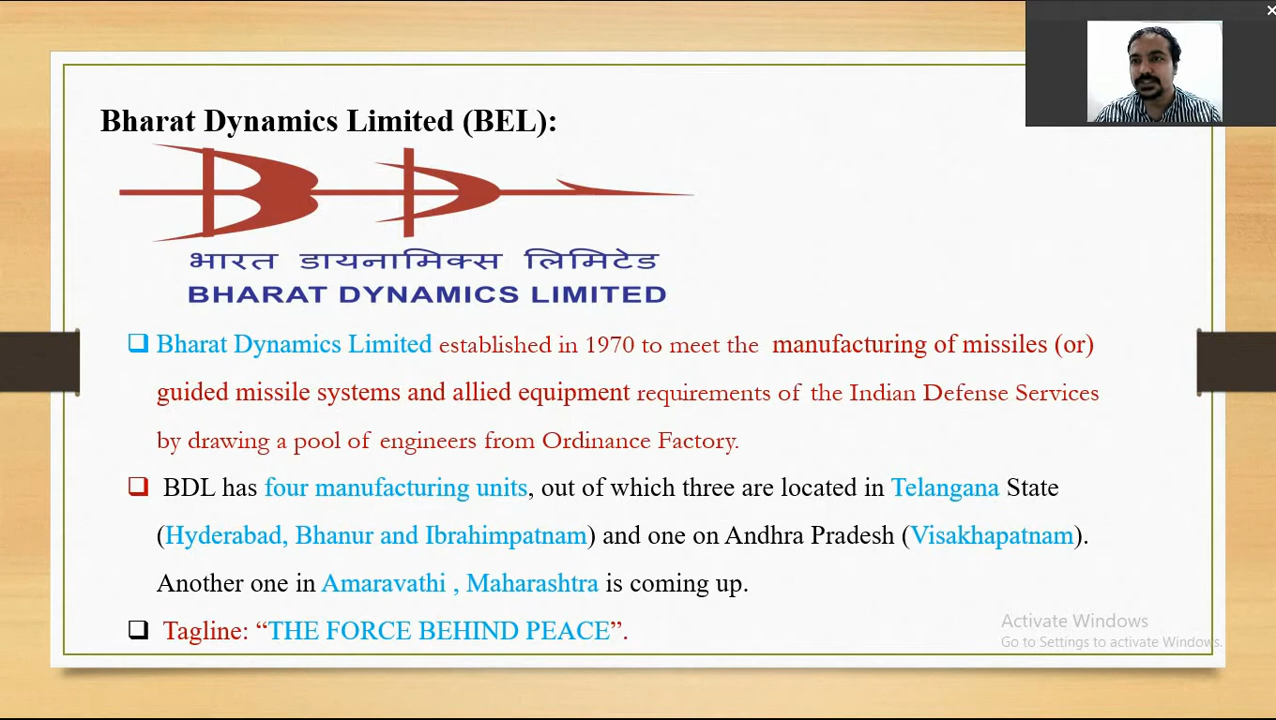 Bharat Dynamics Limited (BEL):
भारत डायनामिक्स लिमिटेड
BHARAT DYNAMICS LIMITED
Bharat Dynamics Limited established in 1970 to meet the manufacturing of missiles (or)
guided missile systems and allied equipment requirements of the Indian Defense Services
by drawing a pool of engineers from Ordinance Factory.
BDL has four manufacturing units, out of which three are located in Telangana State
(Hyderabad, Bhanur and Ibrahimpatnam) and one on Andhra Pradesh (Visakhapatnam).
Another one in Amaravathi , Maharashtra is coming up.
Tagline: “THE FORCE BEHIND PEACE”.
Activate Windows
Go to Settings to activate Windows.